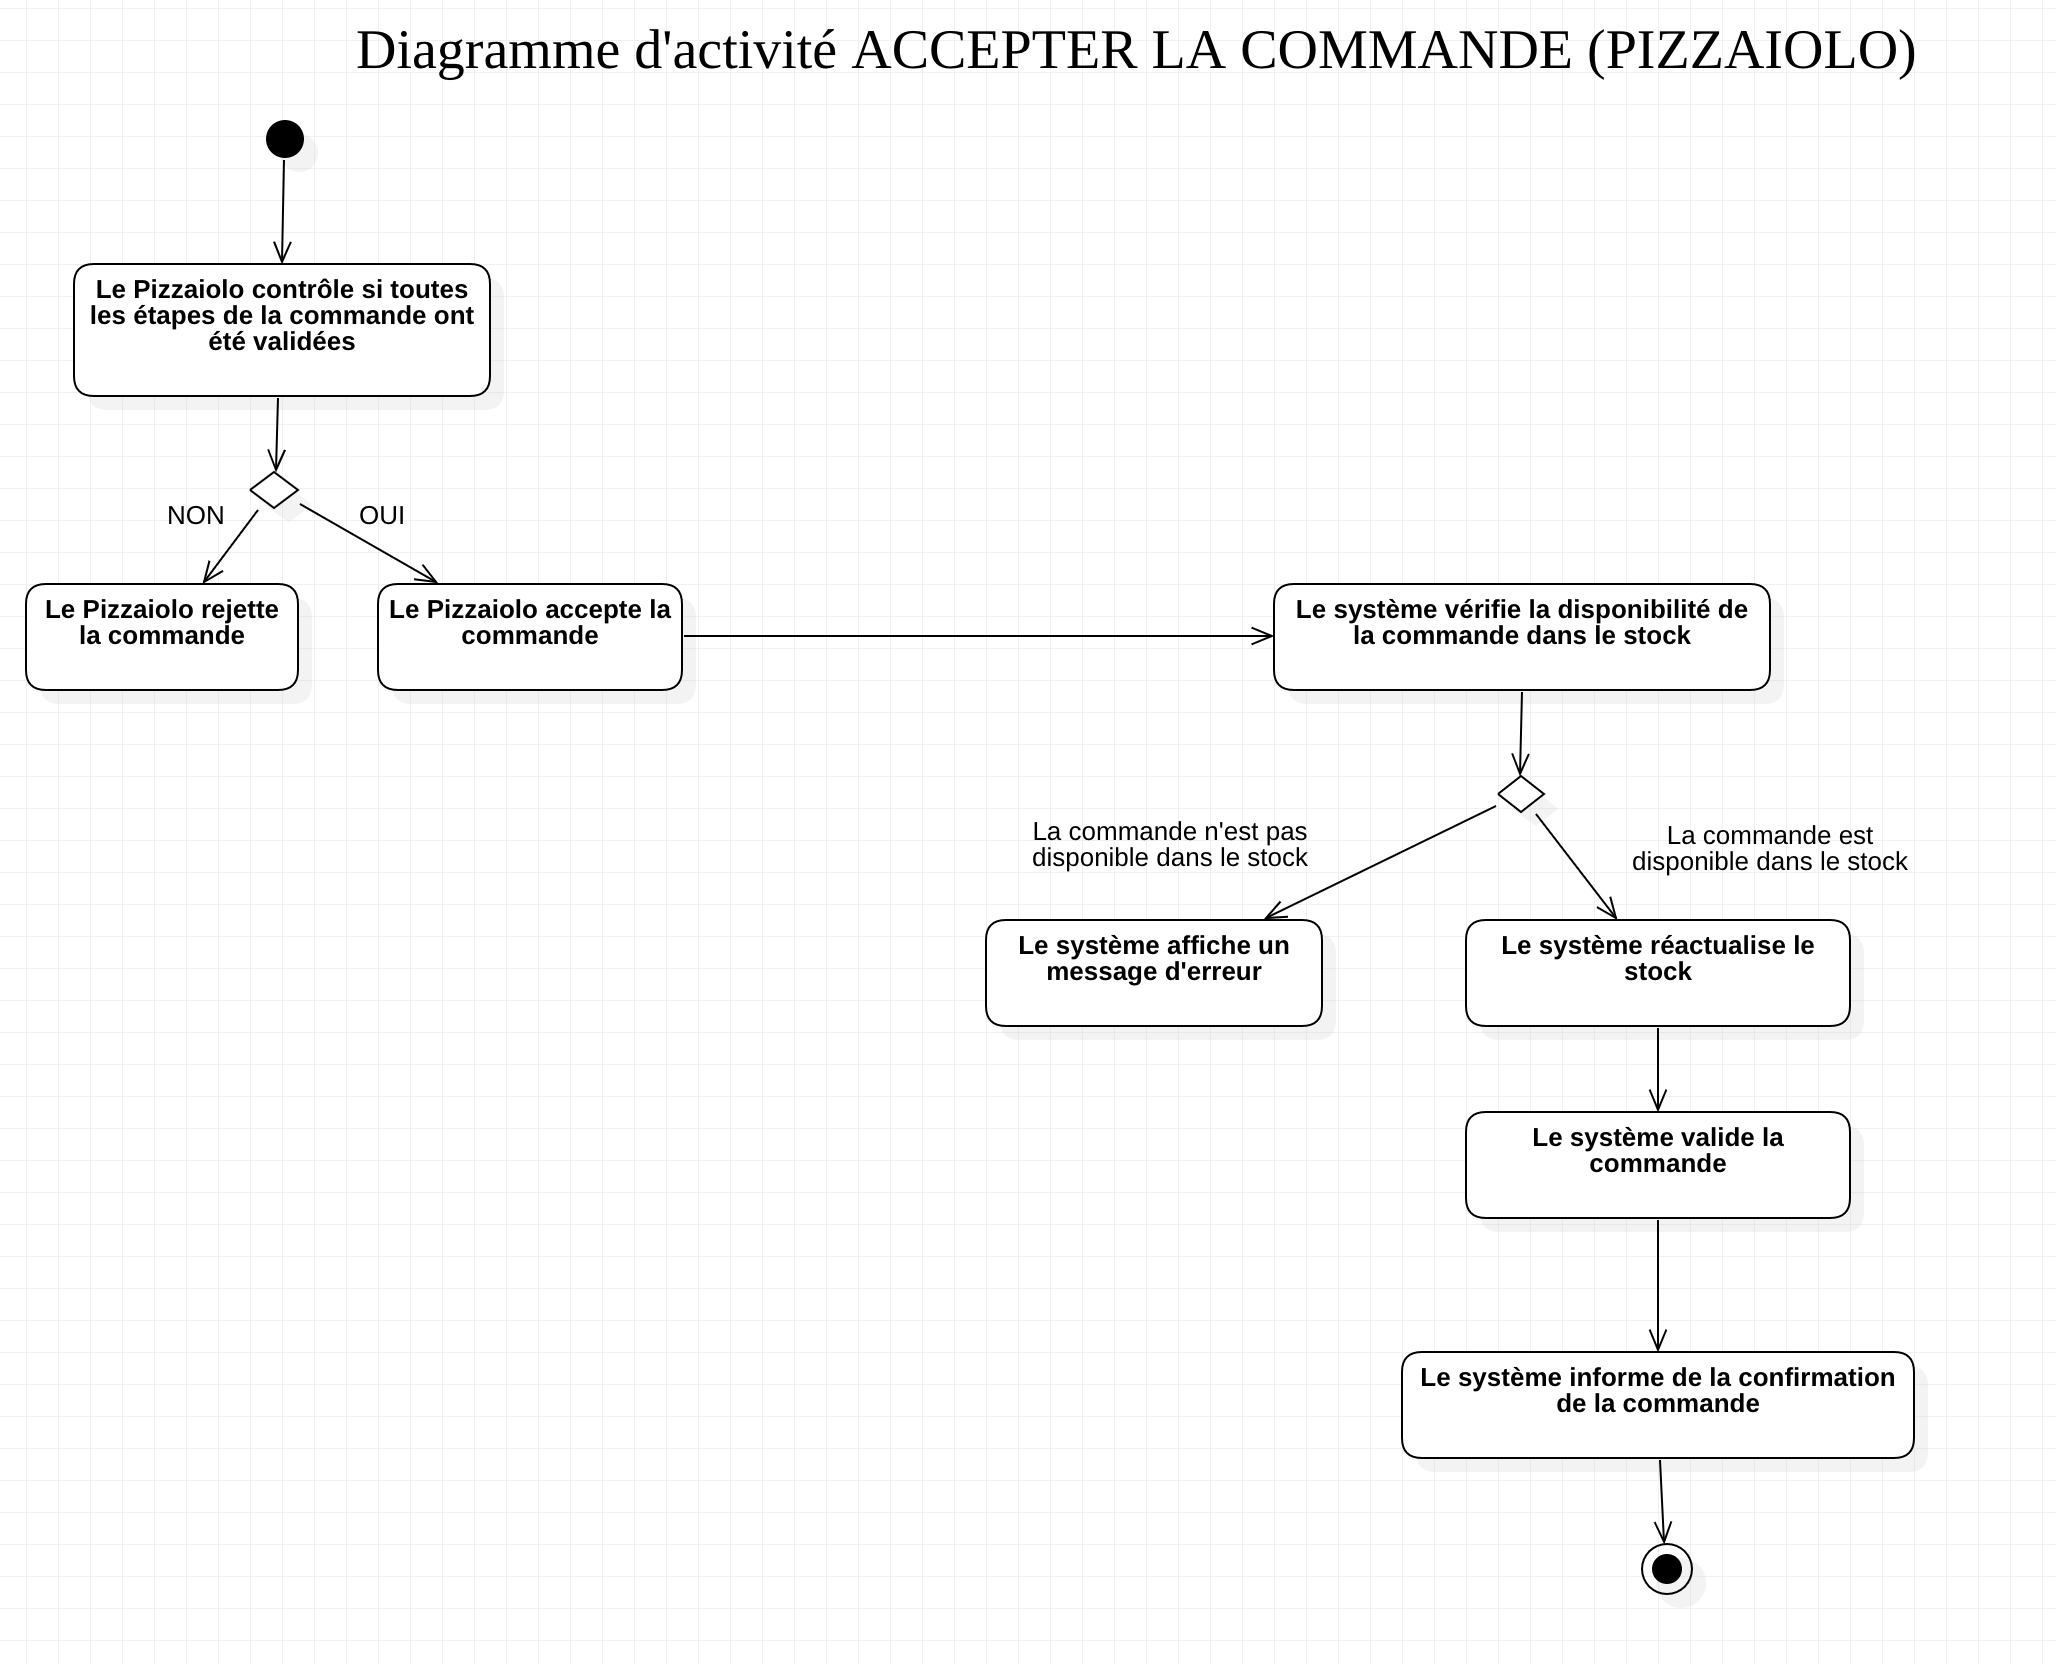 Diagramme d'activité ACCEPTER LA COMMANDE (PIZZAIOLO)
Le Pizzaiolo contrôle si toutes
les étapes de la commande ont
été validées
NON
OUI
Le Pizzaiolo rejette
la commande
Le Pizzaiolo accepte la
commande
Le système vérifie la disponibilité de
la commande dans le stock
La commande n'est pas
disponible dans le stock
La commande est
disponible dans le stock
Le système affiche un
message d'erreur
Le système réactualise le
stock
Le système valide la
commande
Le système informe de la confirmation
de la commande